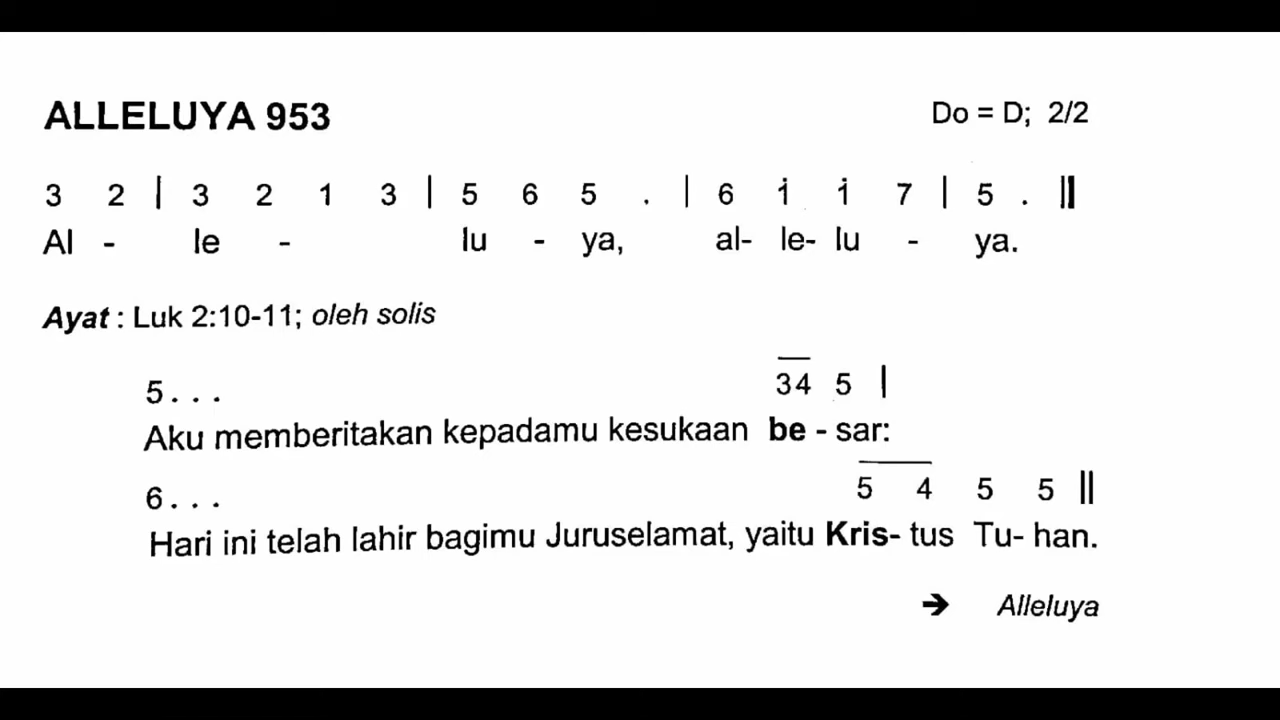 ALLELUYA 953 Do = D; 2/2
3 2 | 3 2 1 3 | 5 6 5 . | 6 i̇ i̇ 7 | 5 . ||
Al - le - lu - ya, al- le- lu - ya.
Ayat : Luk 2:10-11; oleh solis
5 . . . 34 5 |
Aku memberitakan kepadamu kesukaan be - sar:
6 . . . 5 4 5 5 ||
Hari ini telah lahir bagimu Juruselamat, yaitu Kris- tus Tu- han.
➔ Alleluya